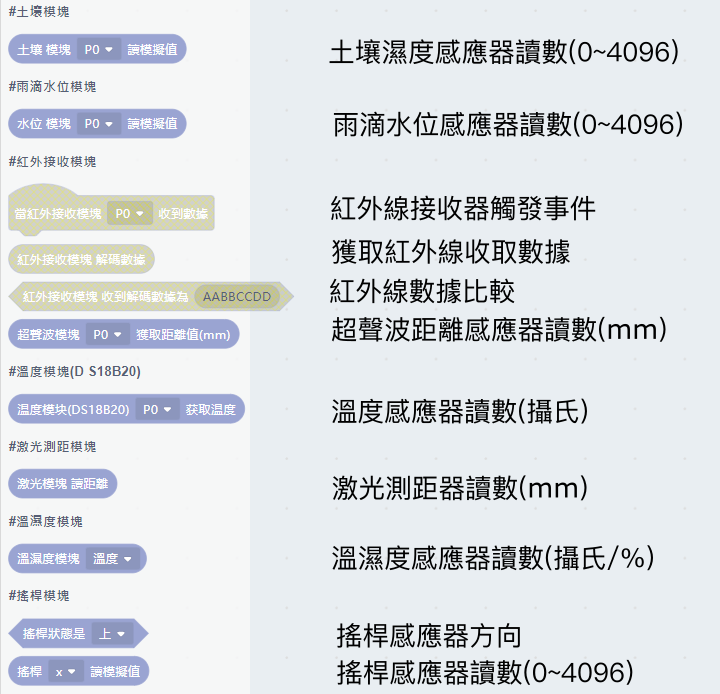 #土壤模塊
土壤 模塊 P0 讀模擬值 土壤濕度感應器讀數(0~4096)
#雨滴水位模塊
水位 模塊 P0 讀模擬值 雨滴水位感應器讀數(0~4096)
#紅外接收模塊
當紅外接收模塊 P0 收到數據 紅外線接收器觸發事件
紅外接收模塊 解碼數據 獲取紅外線收取數據
紅外接收模塊 收到解碼數據為 AABBCCDD 紅外線數據比較
超聲波模塊 P0 獲取距離值(mm) 超聲波距離感應器讀數(mm)
#溫度模塊(D S18B20)
温度模块(DS18B20) P0 获取温度 溫度感應器讀數(攝氏)
#激光測距模塊
激光模塊 讀距離 激光測距器讀數(mm)
#溫濕度模塊
溫濕度模塊 溫度 溫濕度感應器讀數(攝氏/%)
#搖桿模塊
搖桿狀態是 上 搖桿感應器方向
搖桿 x 讀模擬值 搖桿感應器讀數(0~4096)